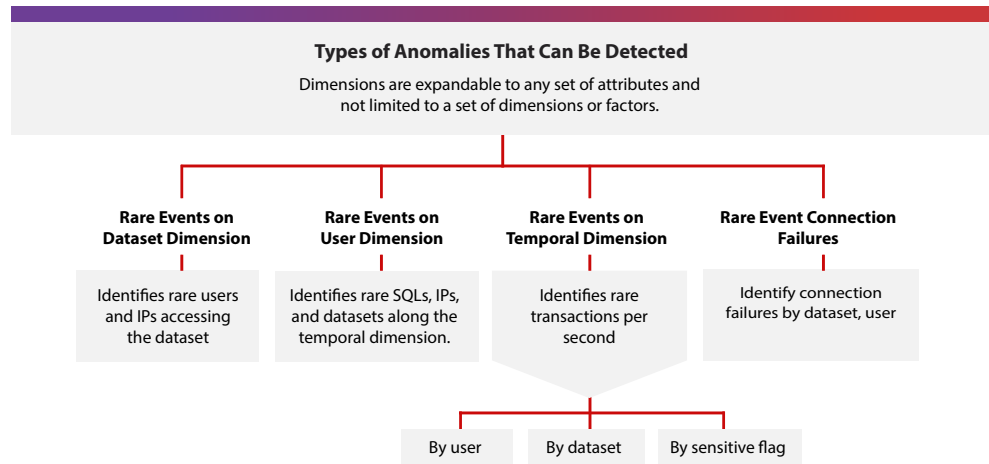 Types of Anomalies That Can Be Detected
Dimensions are expandable to any set of attributes and
not limited to a set of dimensions or factors.
Rare Events on
Dataset Dimension
Identifies rare users
and IPs accessing
the dataset
Rare Events on
User Dimension
Identifies rare SQLs, IPs,
and datasets along the
temporal dimension.
Rare Events on
Temporal Dimension
Identifies rare
transactions per
second
Rare Event Connection
Failures
Identify connection
failures by dataset, user
By user
By dataset
By sensitive flag